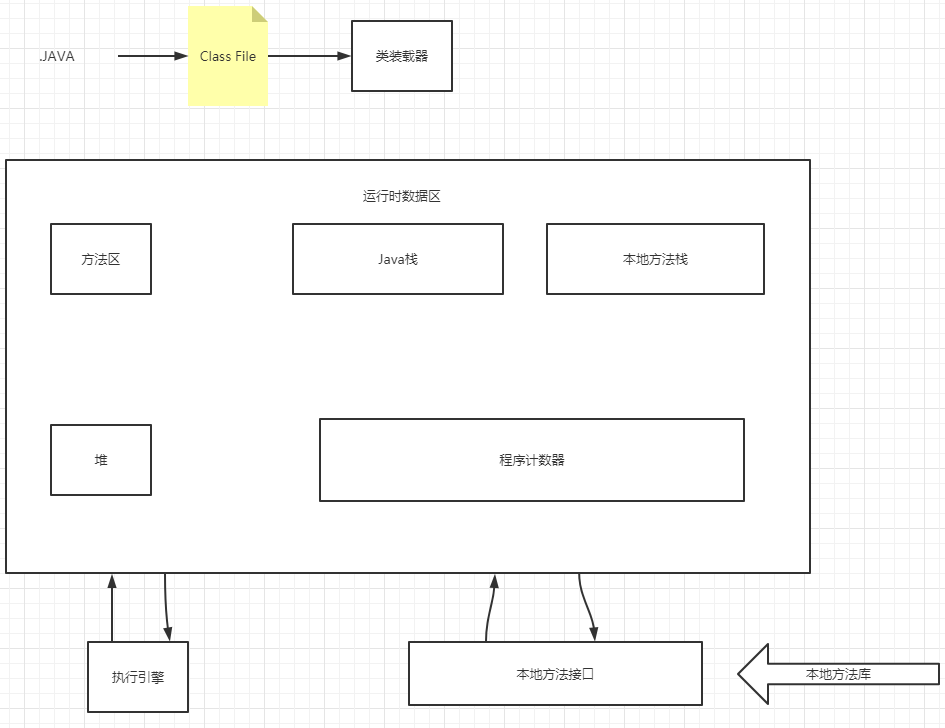 .JAVA
Class File
类装载器
运行时数据区
方法区
Java栈
本地方法栈
堆
程序计数器
执行引擎
本地方法接口
本地方法库